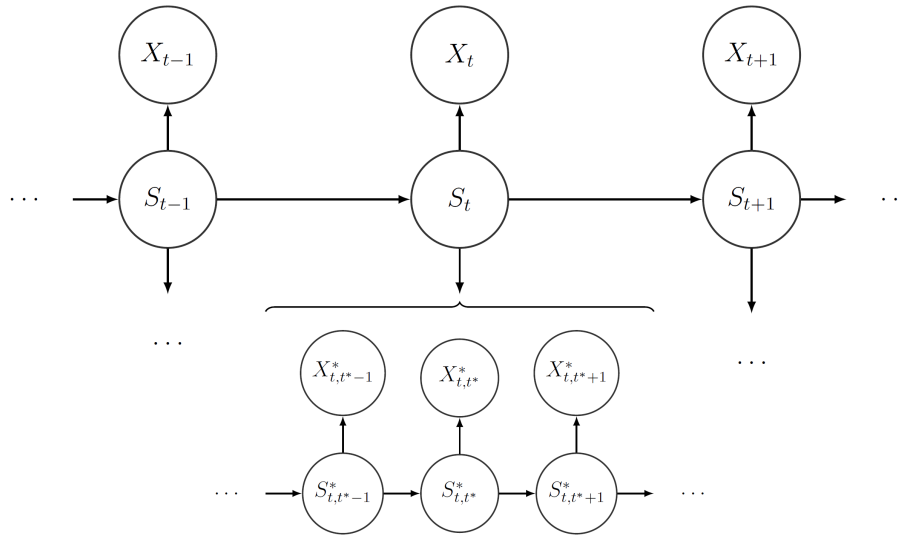 X_{t−1} X_t X_{t+1}
··· S_{t−1} S_t S_{t+1} ··
··· ···
X^*_{t,t^*−1} X^*_{t,t^*} X^*_{t,t^*+1}
··· S^*_{t,t^*−1} S^*_{t,t^*} S^*_{t,t^*+1} ···